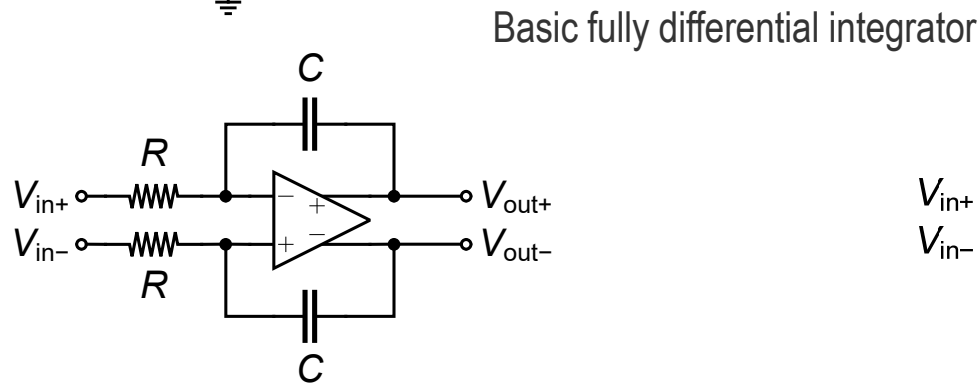 Basic fully differential integrator
C
R
V_in+ − + V_out+ V_in+
V_in− + − V_out− V_in−
R
C